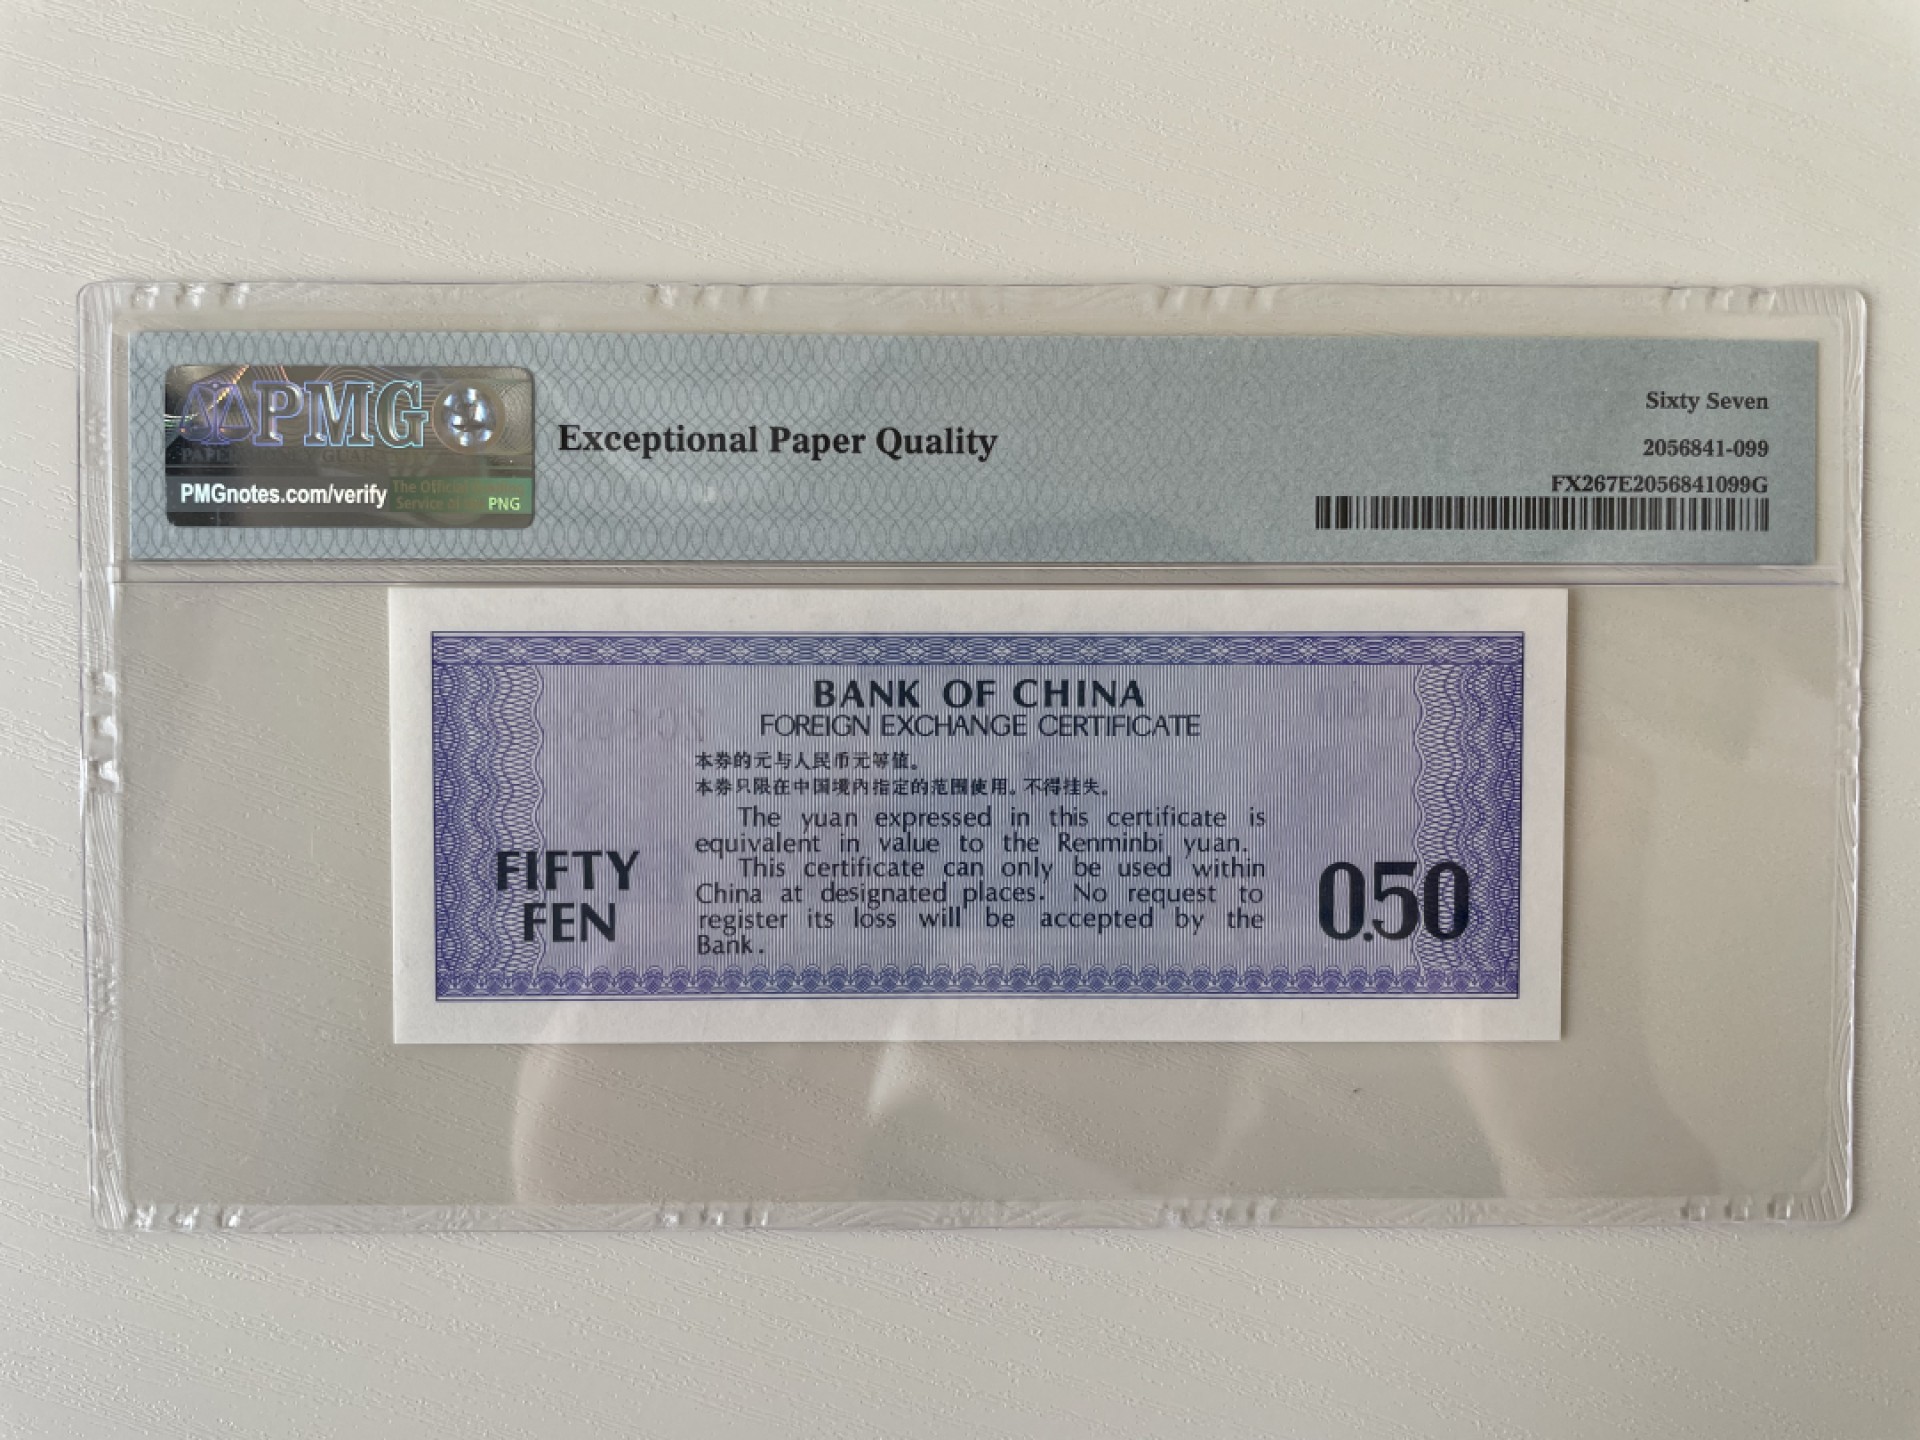 PMG
PMGnotes.com/verify
The Official
Service of
PNG
Exceptional Paper Quality
Sixty Seven
2056841-099
FX267E2056841099G
BANK OF CHINA
FOREIGN EXCHANGE CERTIFICATE
本券的元与人民币元等值。
本券只限在中国境内指定的范围使用。不得挂失。
The yuan expressed in this certificate is
equivalent in value to the Renminbi yuan.
This certificate can only be used within
China at designated places. No request to
register its loss will be accepted by the
Bank.
FIFTY
FEN
0.50